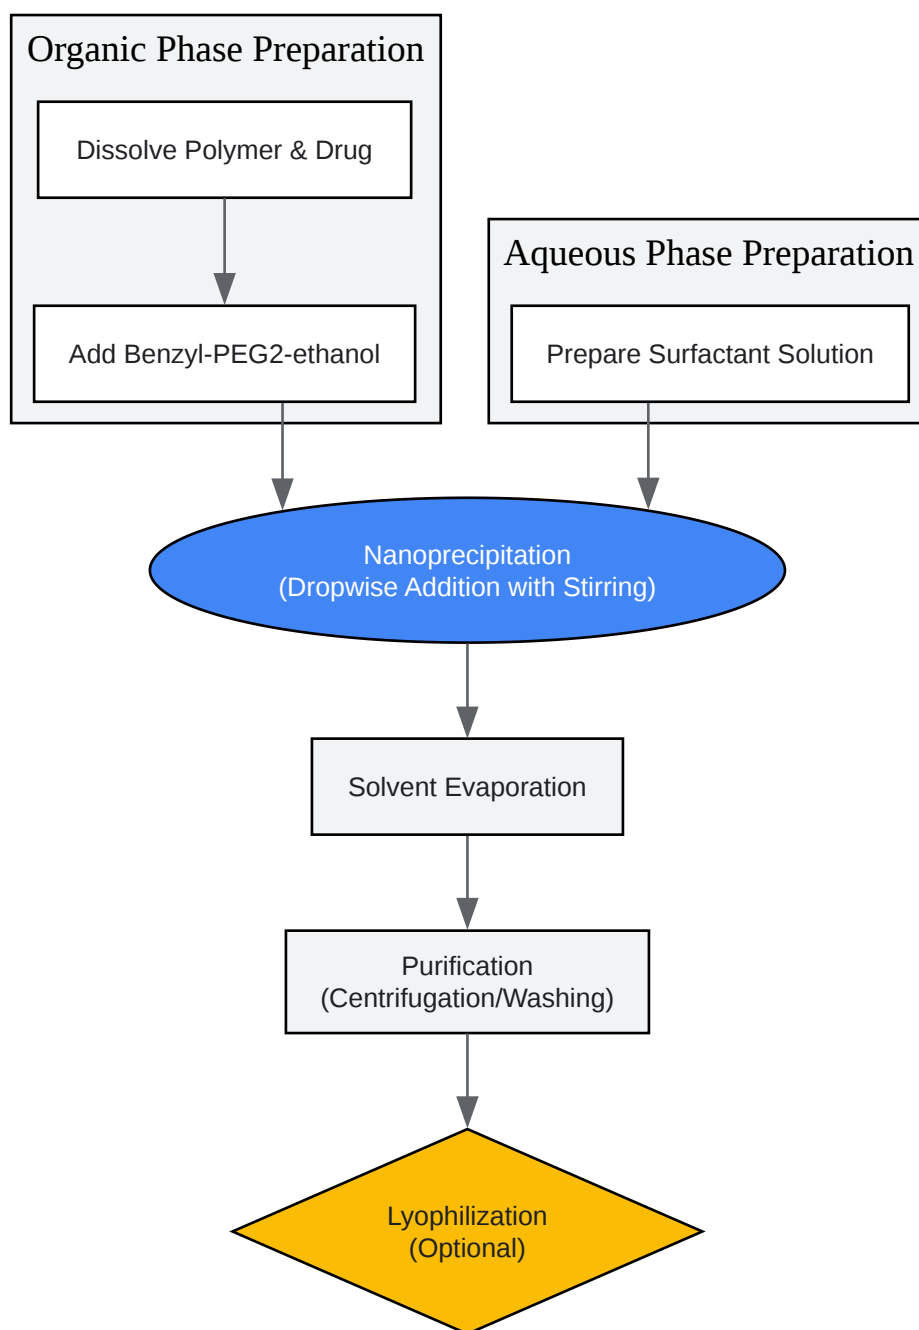 Organic Phase Preparation
Dissolve Polymer & Drug
Add Benzyl-PEG2-ethanol
Aqueous Phase Preparation
Prepare Surfactant Solution
Nanoprecipitation
(Dropwise Addition with Stirring)
Solvent Evaporation
Purification
(Centrifugation/Washing)
Lyophilization
(Optional)